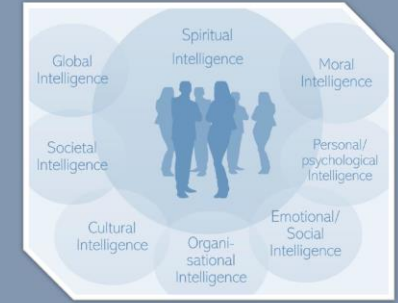 Spiritual
Intelligence
Global
Intelligence
Moral
Intelligence
Societal
Intelligence
Personal/
psychological
Intelligence
Cultural
Intelligence
Organi-
sational
Intelligence
Emotional/
Social
Intelligence